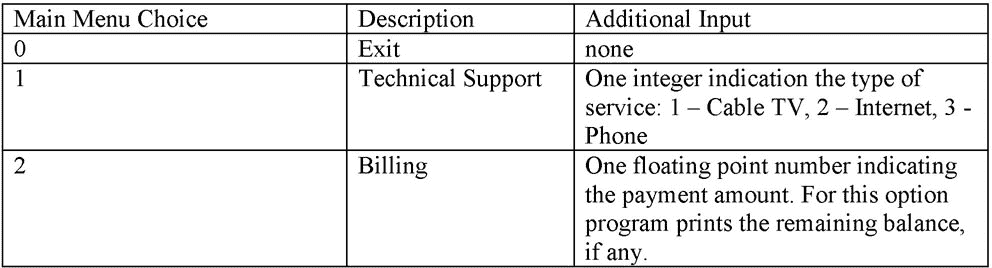 Main Menu Choice Description Additional Input
0 Exit none
1 Technical Support One integer indication the type of
service: 1 – Cable TV, 2 – Internet, 3 -
Phone
2 Billing One floating point number indicating
the payment amount. For this option
program prints the remaining balance,
if any.